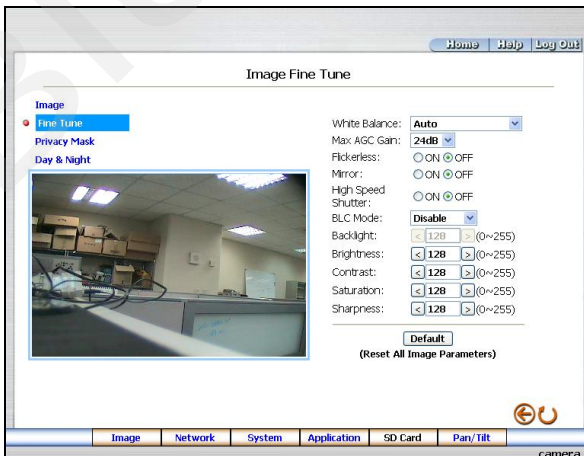 Home Help Log Out
Image Fine Tune
Image
Fine Tune
Privacy Mask
Day & Night
White Balance: Auto
Max AGC Gain: 24dB
Flickerless: ON OFF
Mirror: ON OFF
High Speed
Shutter: ON OFF
BLC Mode: Disable
Backlight: < 128 > (0~255)
Brightness: < 128 > (0~255)
Contrast: < 128 > (0~255)
Saturation: < 128 > (0~255)
Sharpness: < 128 > (0~255)
Default
(Reset All Image Parameters)
Image Network System Application SD Card Pan/Tilt
camera